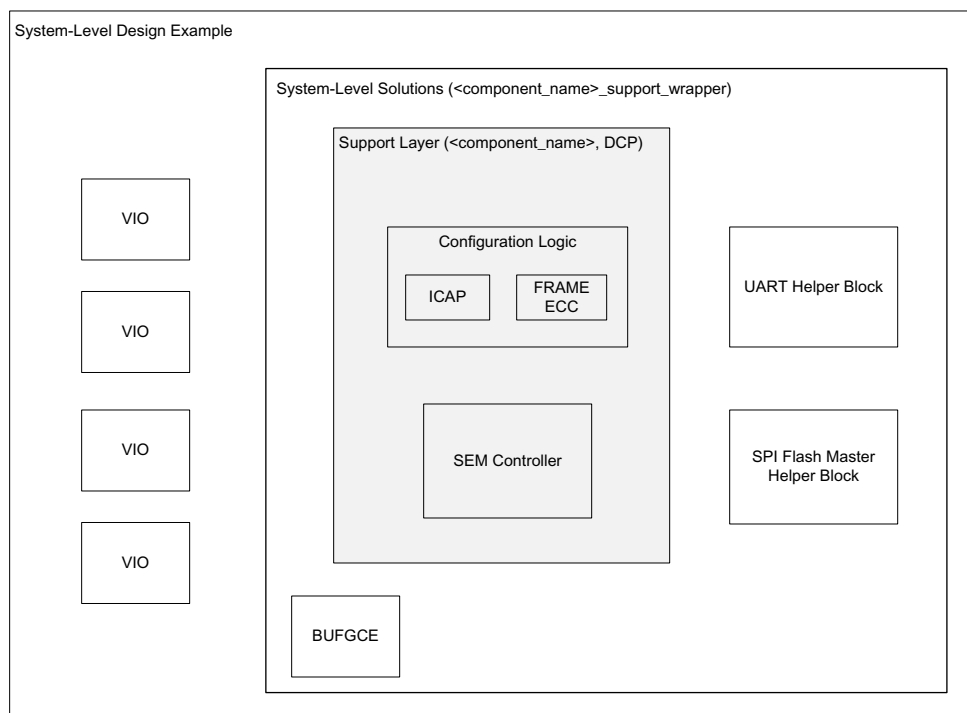 System-Level Design Example
System-Level Solutions (<component_name>_support_wrapper)
Support Layer (<component_name>, DCP)
VIO
VIO
VIO
VIO
Configuration Logic
ICAP
FRAME
ECC
SEM Controller
UART Helper Block
SPI Flash Master
Helper Block
BUFGCE